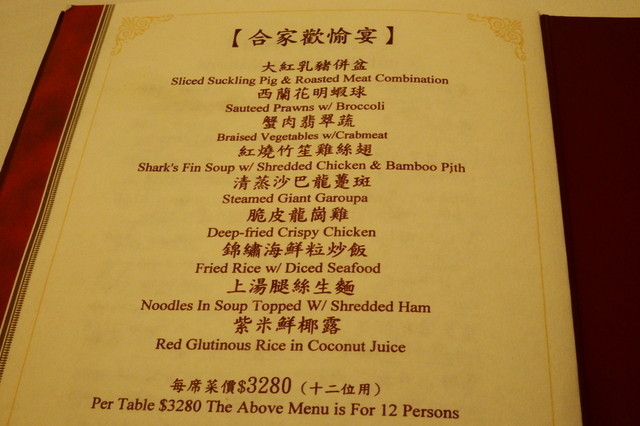 【合家歡愉宴】
大紅乳豬併盆
Sliced Suckling Pig & Roasted Meat Combination
西蘭花明蝦球
Sauteed Prawns w/ Broccoli
蟹肉翡翠蔬
Braised Vegetables w/Crabmeat
紅燒竹笙雞絲翅
Shark's Fin Soup w/ Shredded Chicken & Bamboo Pjth
清蒸沙巴龍躉斑
Steamed Giant Garoupa
脆皮龍崗雞
Deep-fried Crispy Chicken
錦繡海鮮粒炒飯
Fried Rice w/ Diced Seafood
上湯腿絲生麵
Noodles In Soup Topped W/ Shredded Ham
紫米鮮椰露
Red Glutinous Rice in Coconut Juice
每席菜價$3280（十二位用）
Per Table $3280 The Above Menu is For 12 Persons